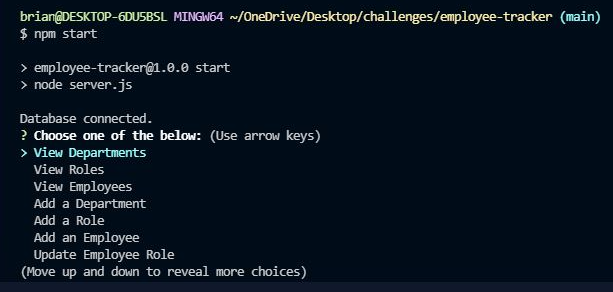 brian@DESKTOP-6DU5BSL MINGW64 ~/OneDrive/Desktop/challenges/employee-tracker (main)
$ npm start
> employee-tracker@1.0.0 start
> node server.js
Database connected.
? Choose one of the below: (Use arrow keys)
> View Departments
View Roles
View Employees
Add a Department
Add a Role
Add an Employee
Update Employee Role
(Move up and down to reveal more choices)